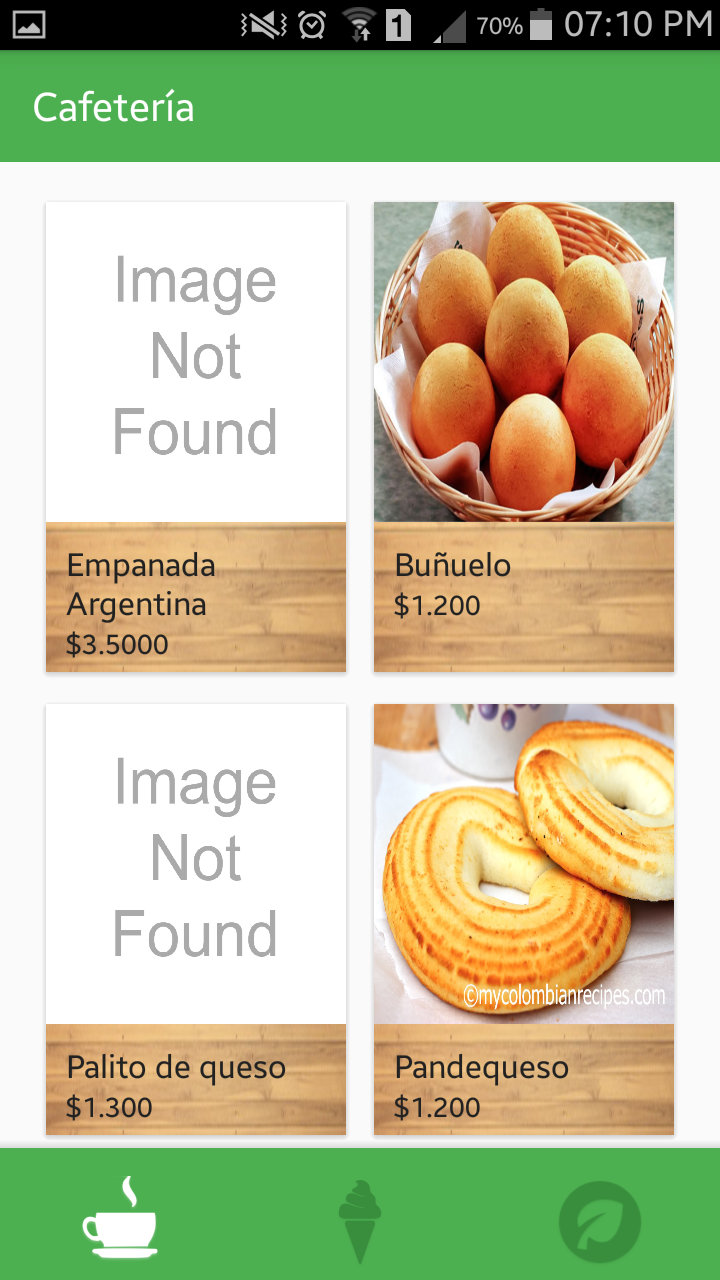 1
70%
07:10 PM
Cafetería
Image
Not
Found
Empanada
Argentina
$3.5000
Buñuelo
$1.200
Image
Not
Found
Palito de queso
$1.300
©mycolombianrecipes.com
Pandequeso
$1.200